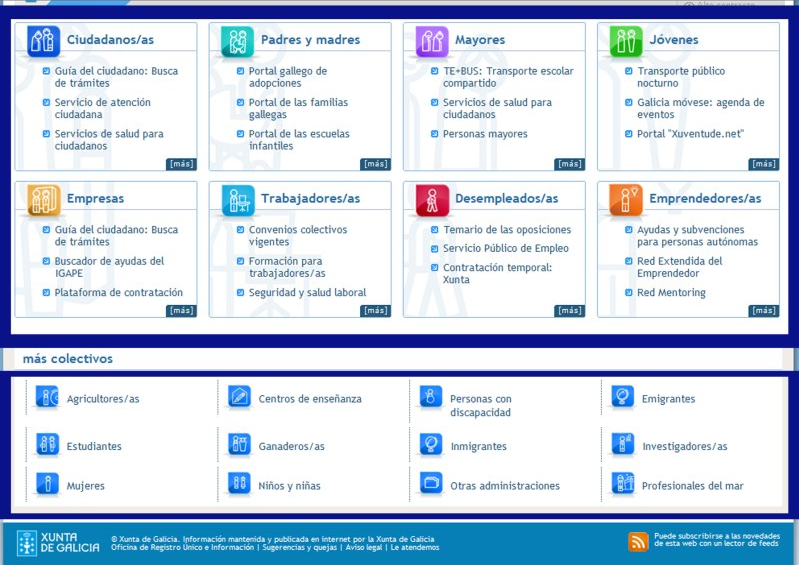 Alto contraste
Ciudadanos/as
Guía del ciudadano: Busca
de trámites
Servicio de atención
ciudadana
Servicios de salud para
ciudadanos
[más]
Padres y madres
Portal gallego de
adopciones
Portal de las familias
gallegas
Portal de las escuelas
infantiles
[más]
Mayores
TE+BUS: Transporte escolar
compartido
Servicios de salud para
ciudadanos
Personas mayores
[más]
Jóvenes
Transporte público
nocturno
Galicia móvese: agenda de
eventos
Portal "Xuventude.net"
[más]
Empresas
Guía del ciudadano: Busca
de trámites
Buscador de ayudas del
IGAPE
Plataforma de contratación
[más]
Trabajadores/as
Convenios colectivos
vigentes
Formación para
trabajadores/as
Seguridad y salud laboral
[más]
Desempleados/as
Temario de las oposiciones
Servicio Público de Empleo
Contratación temporal:
Xunta
[más]
Emprendedores/as
Ayudas y subvenciones
para personas autónomas
Red Extendida del
Emprendedor
Red Mentoring
[más]
más colectivos
Agricultores/as
Centros de enseñanza
Personas con
discapacidad
Emigrantes
Estudiantes
Ganaderos/as
Inmigrantes
Investigadores/as
Mujeres
Niños y niñas
Otras administraciones
Profesionales del mar
XUNTA
DE GALICIA
© Xunta de Galicia. Información mantenida y publicada en internet por la Xunta de Galicia
Oficina de Registro Único e Información | Sugerencias y quejas | Aviso legal | Le atendemos
Puede subscribirse a las novedades
de esta web con un lector de feeds